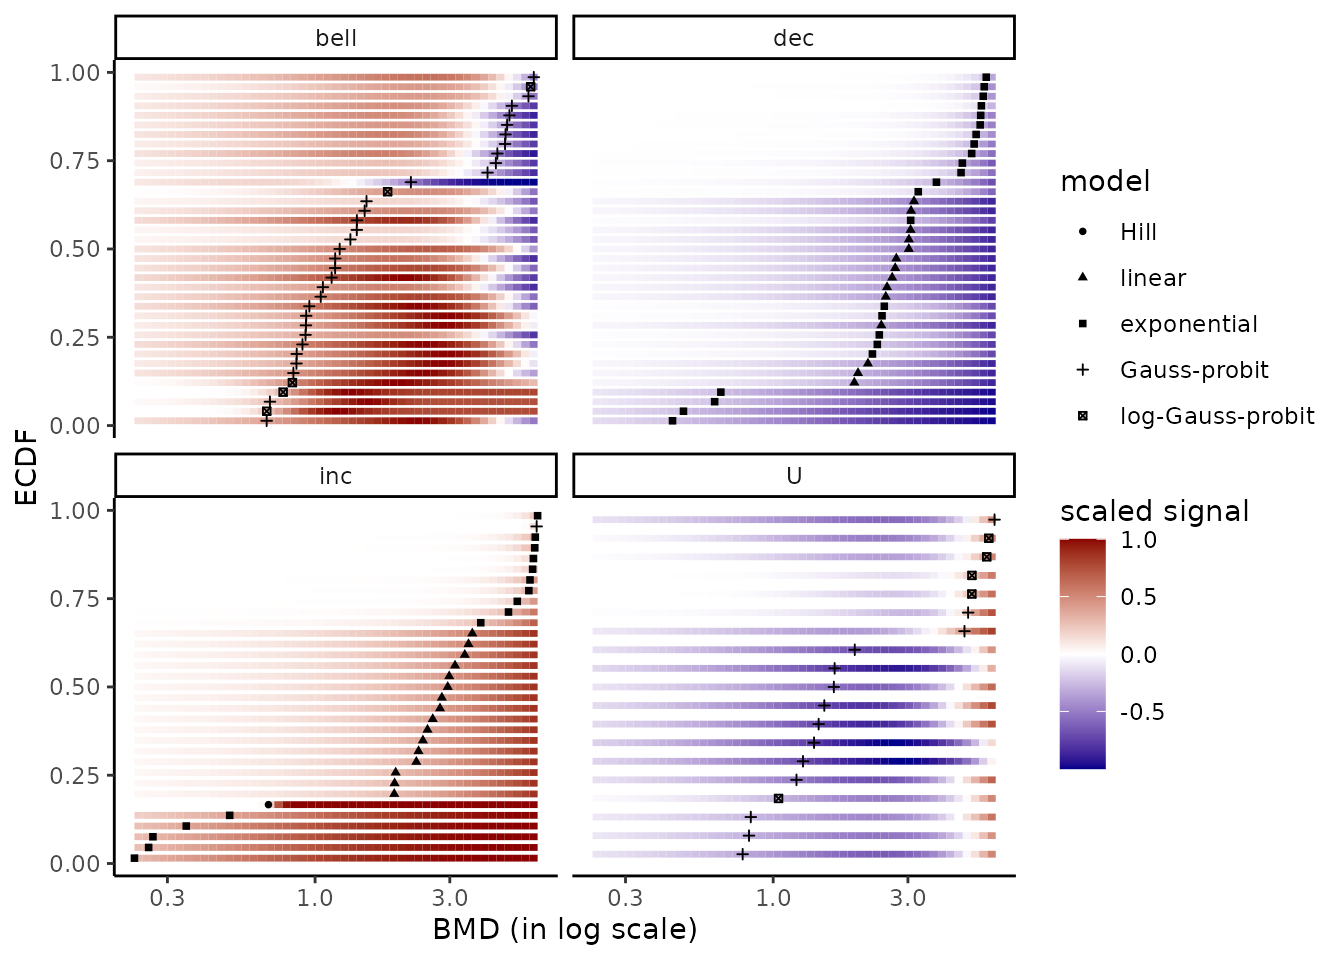 bell
dec
1.00
0.75
0.50
0.25
0.00
inc
U
1.00
0.75
0.50
0.25
0.00
0.3
1.0
3.0
0.3
1.0
3.0
BMD (in log scale)
ECDF
model
Hill
linear
exponential
Gauss-probit
log-Gauss-probit
scaled signal
1.0
0.5
0.0
-0.5